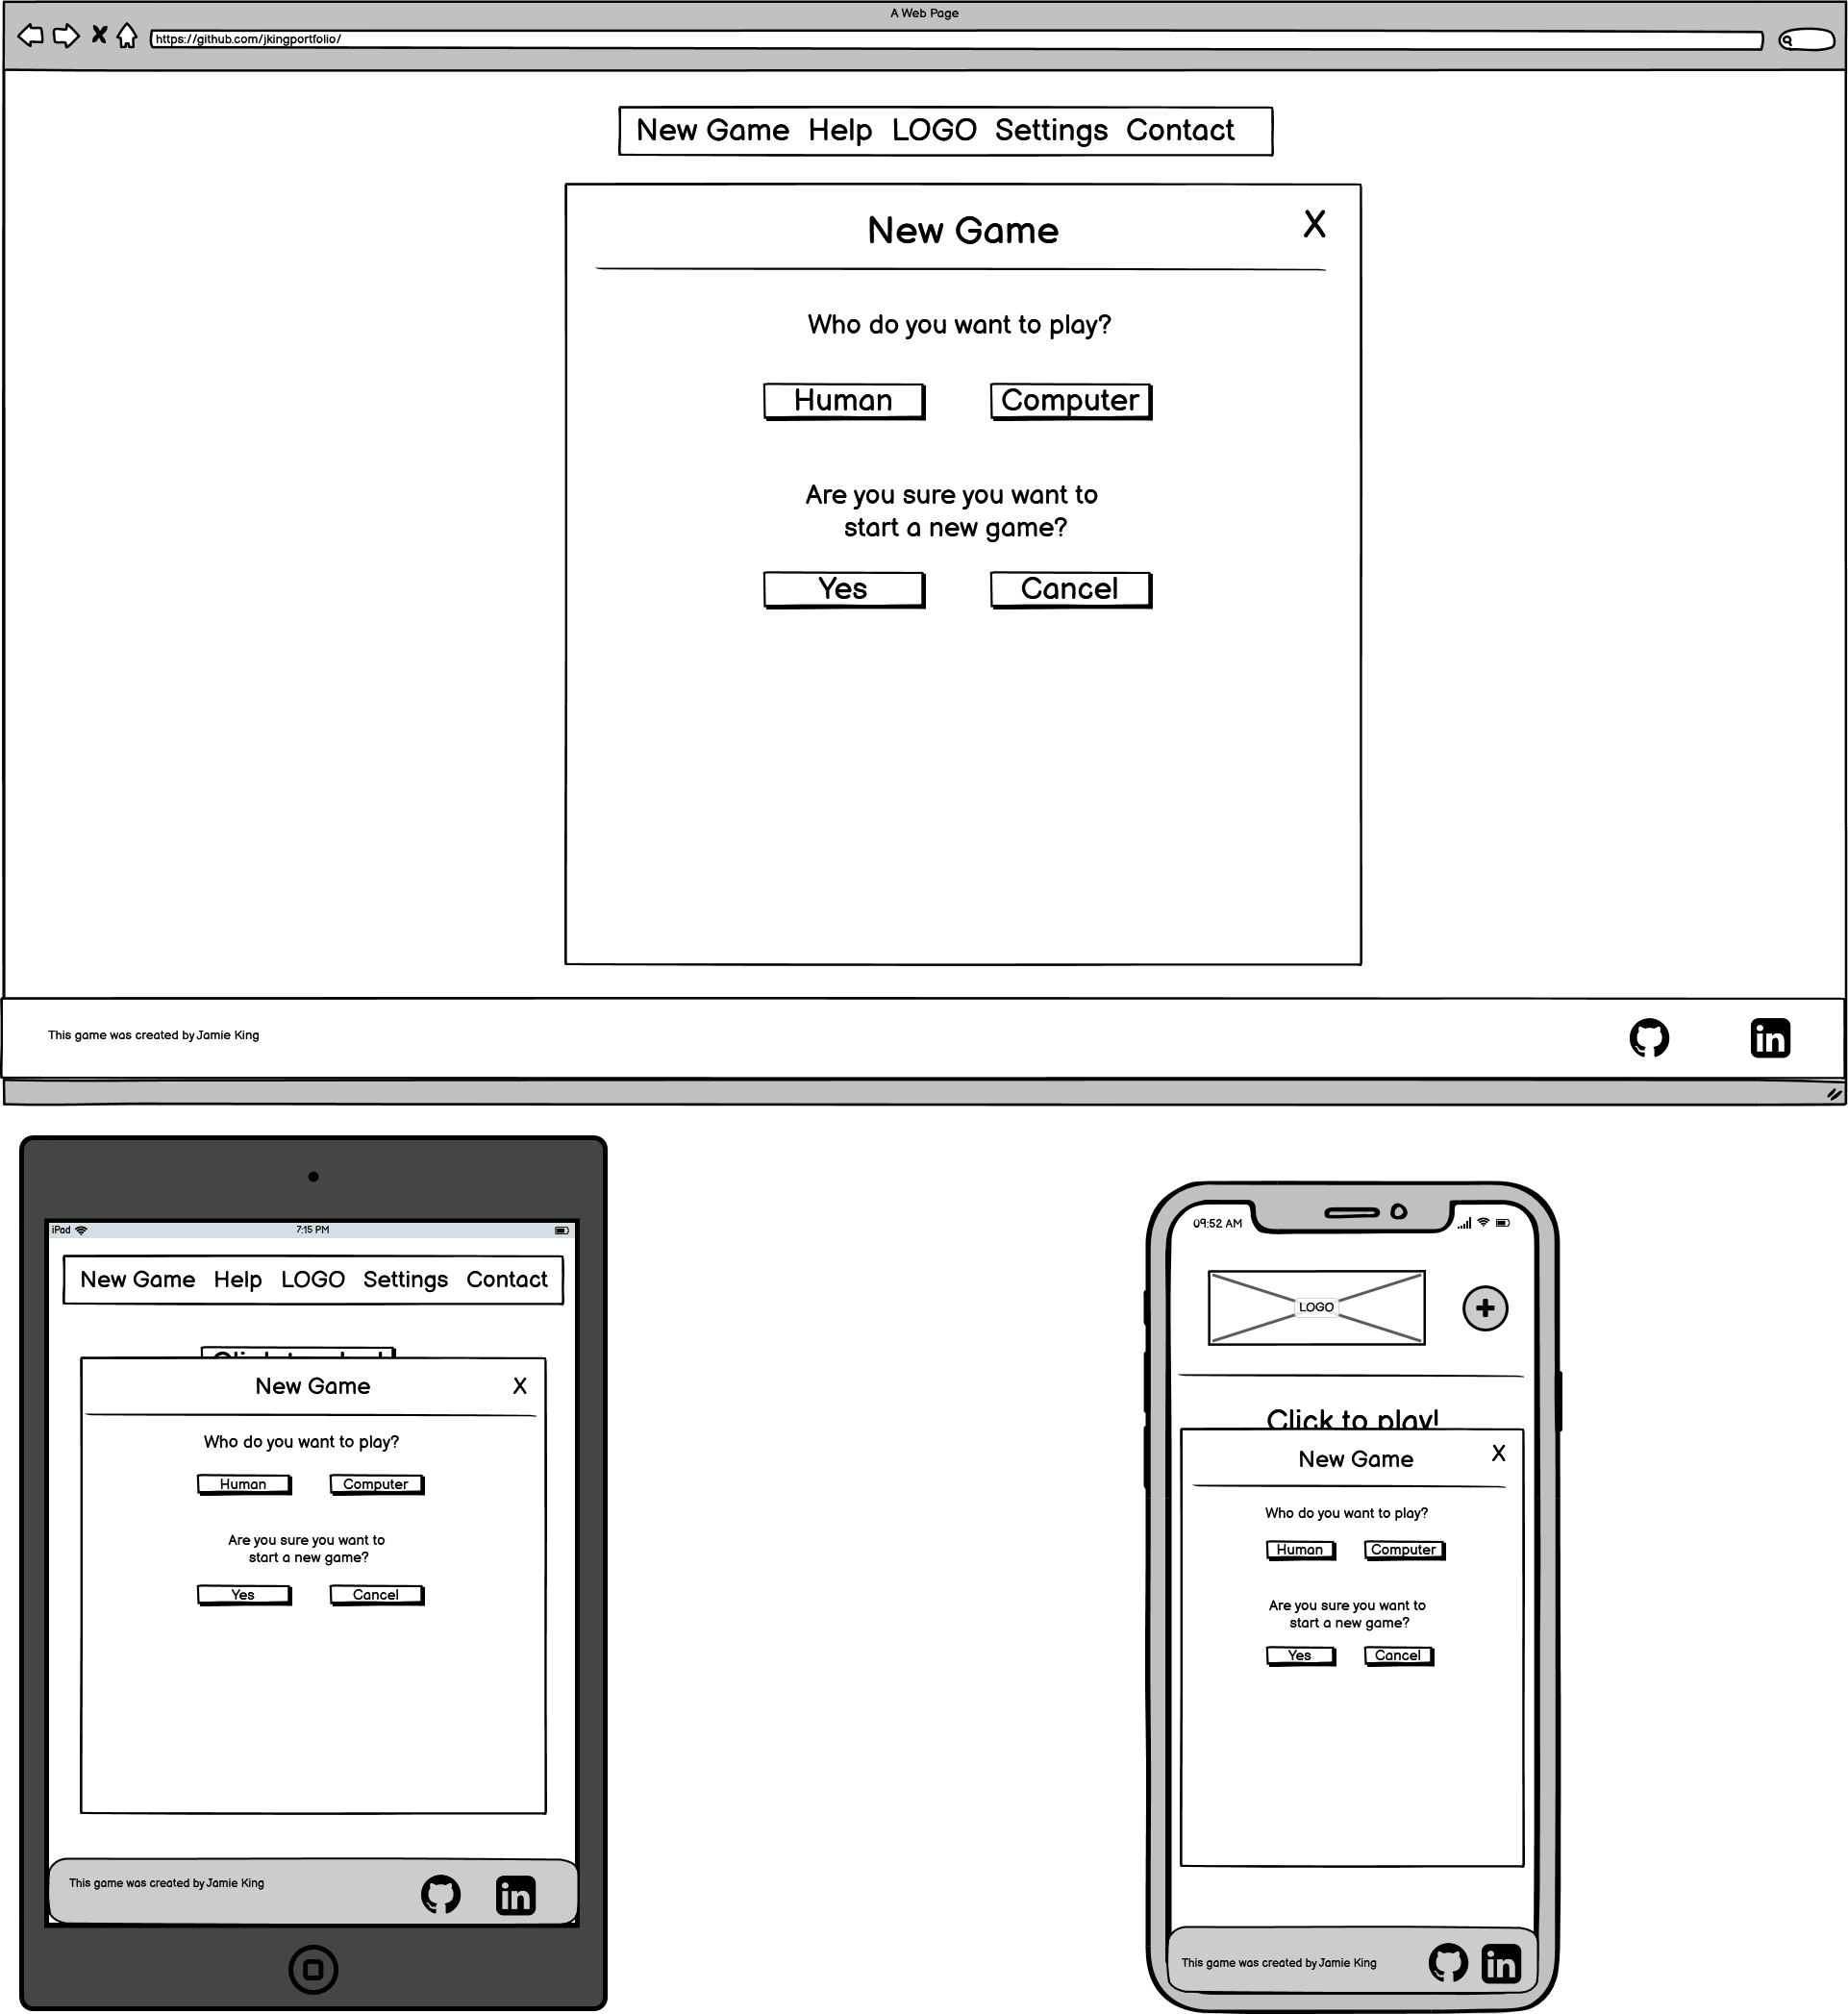 A Web Page
https://github.com/jkingportfolio/
New Game Help LOGO Settings Contact
New Game X
Who do you want to play?
Human Computer
Are you sure you want to
start a new game?
Yes Cancel
This game was created by Jamie King
in
iPad 7:15 PM
New Game Help LOGO Settings Contact
New Game X
Who do you want to play?
Human Computer
Are you sure you want to
start a new game?
Yes Cancel
This game was created by Jamie King
in
09:52 AM
LOGO
Click to play!
New Game X
Who do you want to play?
Human Computer
Are you sure you want to
start a new game?
Yes Cancel
This game was created by Jamie King
in